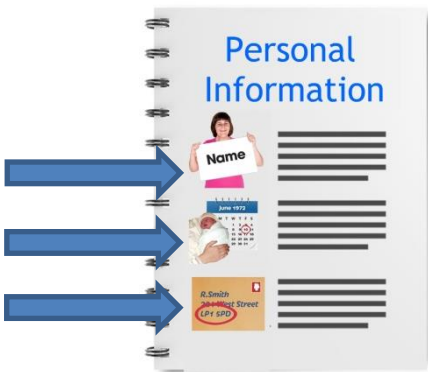 Personal
Information
Name
June 1972
M T W T F S
R.Smith
West Street
LP1 5PD